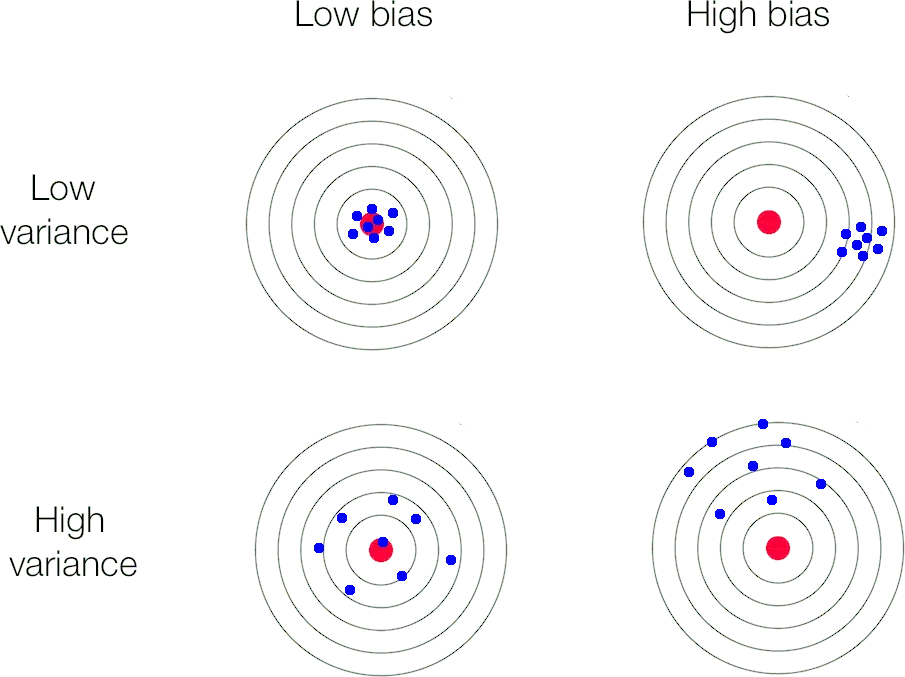 Low bias
High bias
Low
variance
High
variance